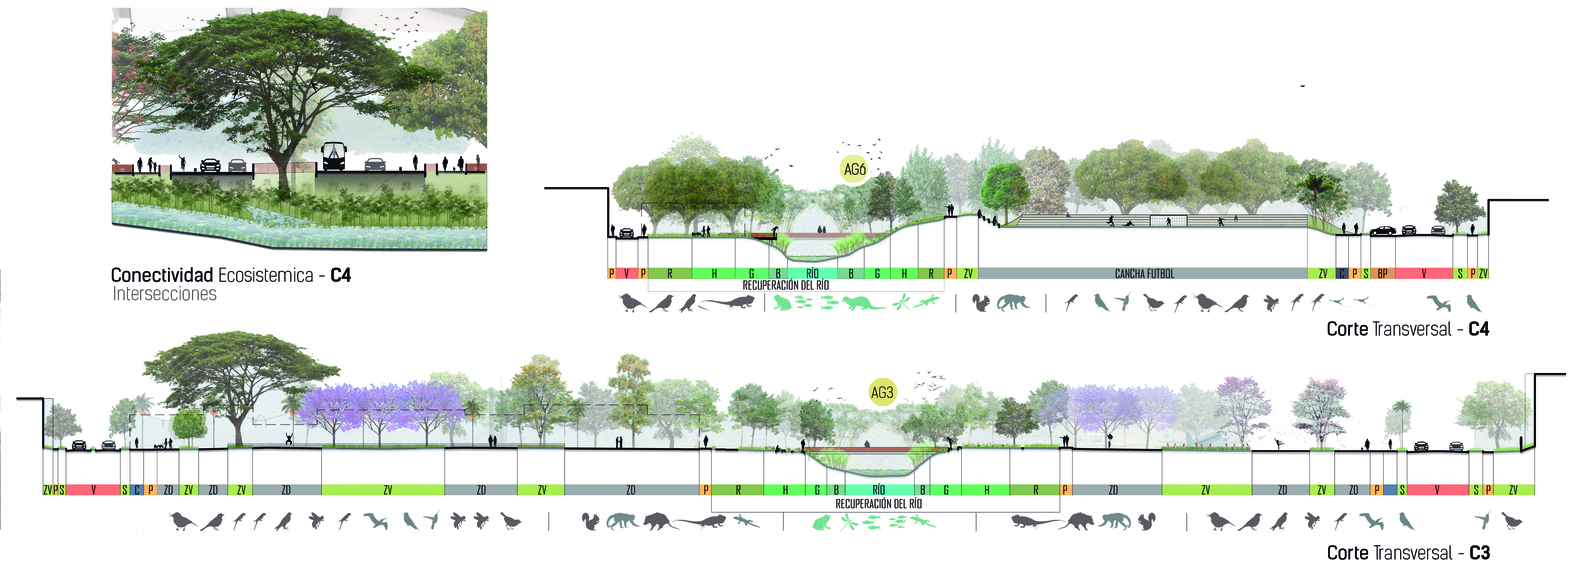 Conectividad Ecosistemica - C4
Intersecciones
AG6
P V P R H G B RÍO B G H R P ZV CANCHA FUTBOL ZV C P S BP V S P ZV
RECUPERACIÓN DEL RÍO
Corte Transversal - C4
AG3
ZV P S V S C P ZD ZV ZD ZV ZD ZV ZD ZV ZD P R H G B RÍO B G H R P ZD ZV ZD ZV ZD P S V S P ZV
RECUPERACIÓN DEL RÍO
Corte Transversal - C3